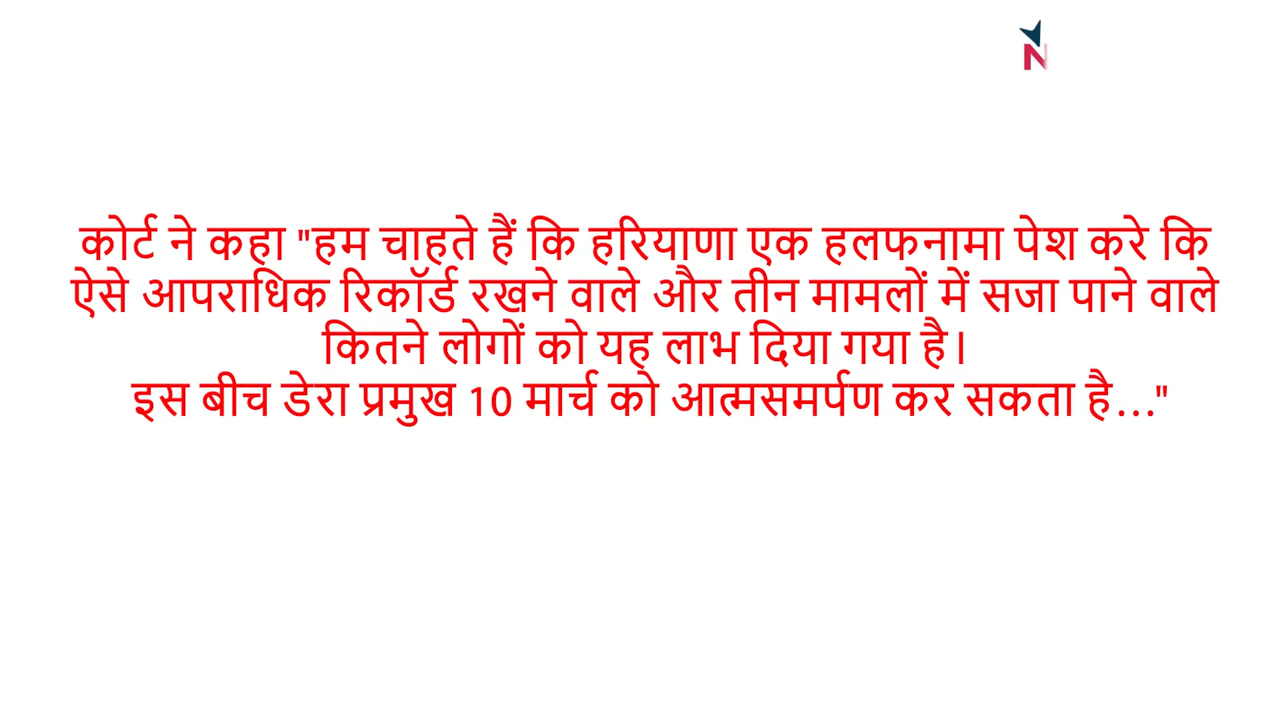 कोर्ट ने कहा "हम चाहते हैं कि हरियाणा एक हलफनामा पेश करे कि
ऐसे आपराधिक रिकॉर्ड रखने वाले और तीन मामलों में सजा पाने वाले
कितने लोगों को यह लाभ दिया गया है।
इस बीच डेरा प्रमुख 10 मार्च को आत्मसमर्पण कर सकता है..."